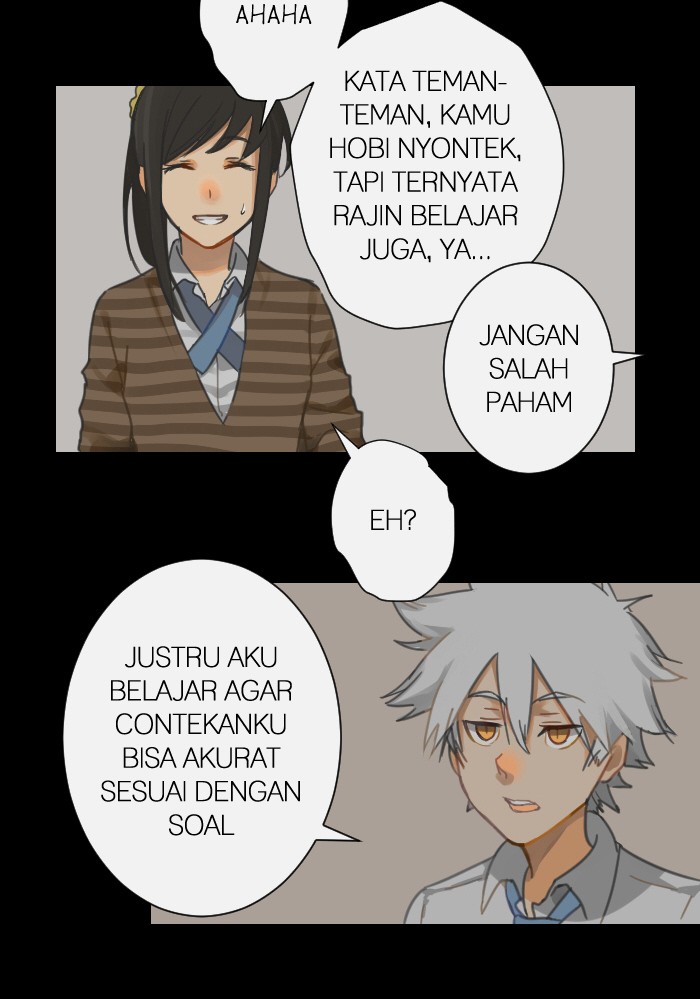 AHAHA
KATA TEMAN-
TEMAN, KAMU
HOBI NYONTEK,
TAPI TERNYATA
RAJIN BELAJAR
JUGA, YA...
JANGAN
SALAH
PAHAM
EH?
JUSTRU AKU
BELAJAR AGAR
CONTEKANKU
BISA AKURAT
SESUAI DENGAN
SOAL